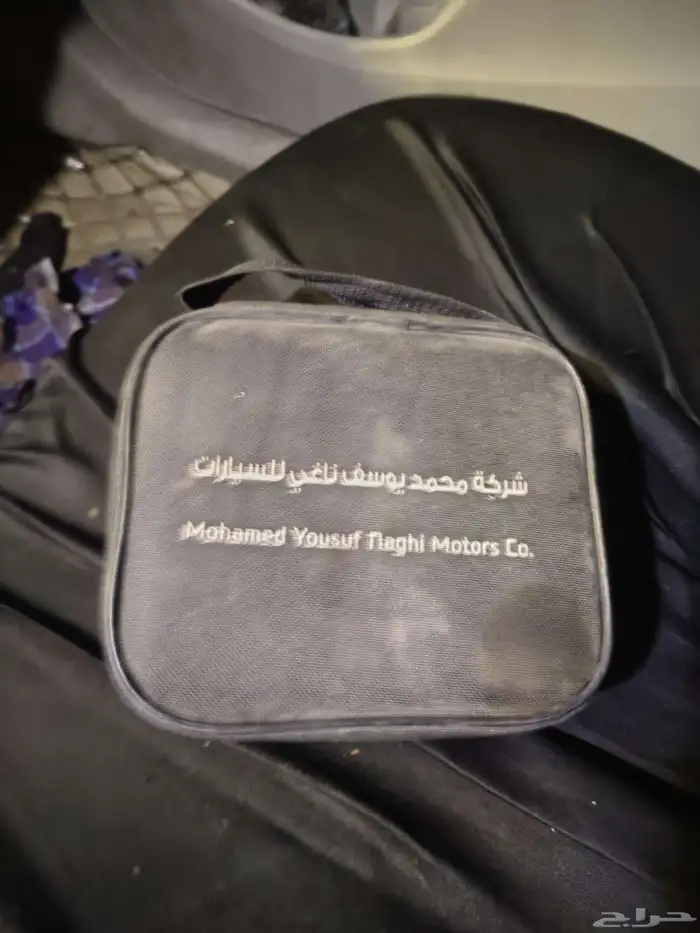 شركة محمد يوسف ناغي للسيارات
Mohamed Yousuf Naghi Motors Co.
حراج